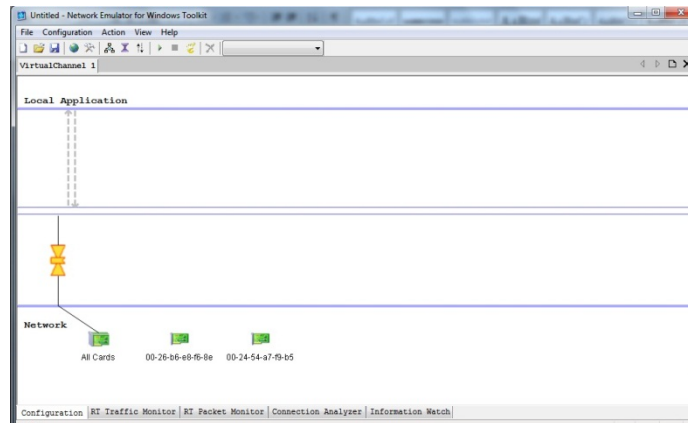 Untitled - Network Emulator for Windows Toolkit
File Configuration Action View Help
VirtualChannel 1
Local Application
Network
All Cards 00-26-b6-e8-f6-8e 00-24-54-a7-f9-b5
Configuration RT Traffic Monitor RT Packet Monitor Connection Analyzer Information Watch